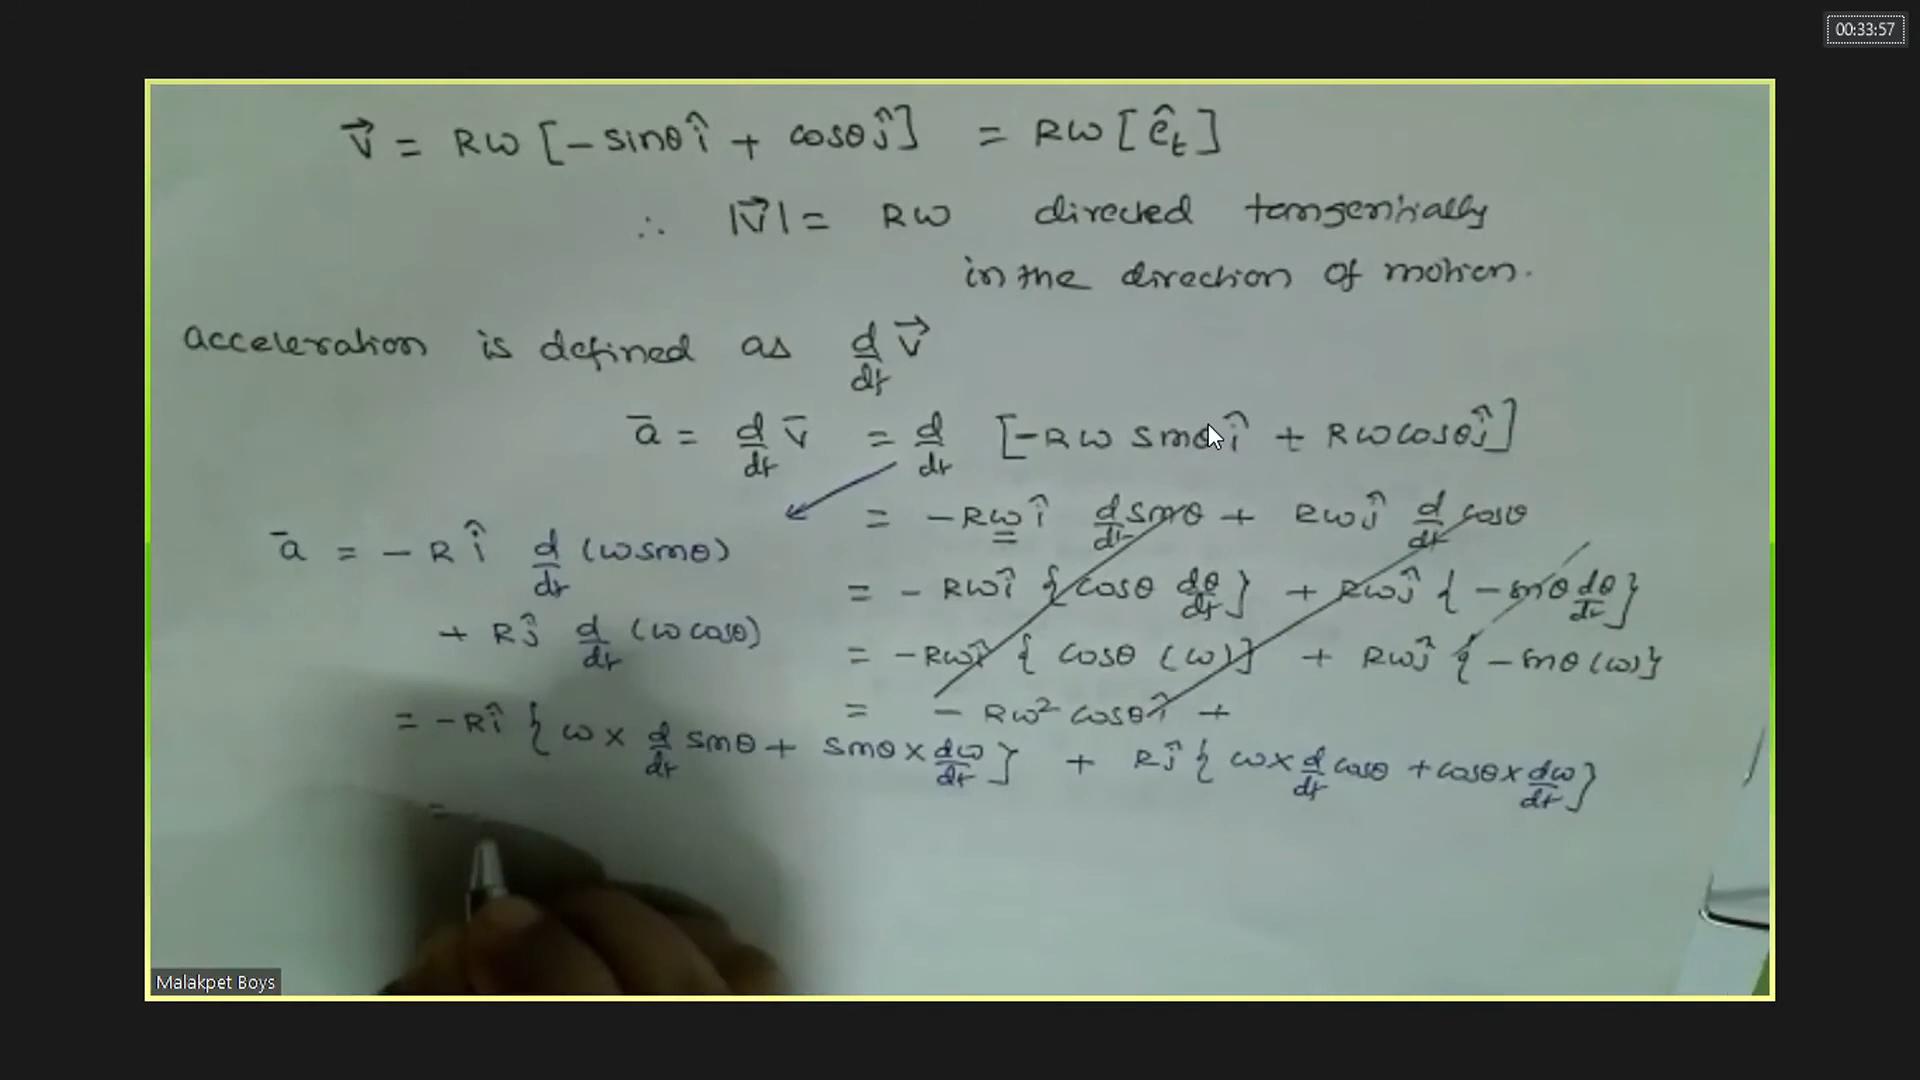 00:33:57
v⃗ = Rω [-sinθ î + cosθ ĵ] = Rω [ê_t]
∴ |v⃗| = Rω directed tangentially
in the direction of motion.
acceleration is defined as d/dt v⃗
a̅ = d/dt v̅ = d/dt [-Rω sinθ î + Rω cosθ ĵ]
= -Rω î d/dt sinθ + Rω ĵ d/dt cosθ
= -Rω î {cosθ dθ/dt} + Rω ĵ {-sinθ dθ/dt}
= -Rω î {cosθ (ω)} + Rω ĵ {-sinθ (ω)}
= -Rω² cosθ î +
a̅ = -R î d/dt (ω sinθ)
+ R ĵ d/dt (ω cosθ)
= -R î {ω × d/dt sinθ + sinθ × dω/dt} + R ĵ {ω × d/dt cosθ + cosθ × dω/dt}
=
Malakpet Boys